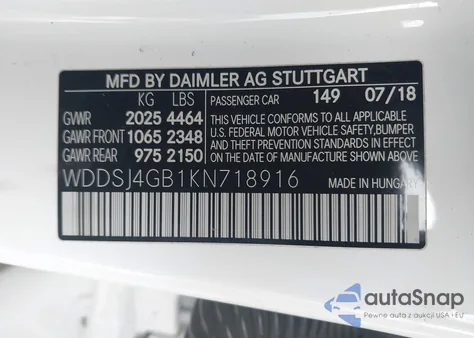 MFD BY DAIMLER AG STUTTGART
KG LBS
PASSENGER CAR 149 07/18
GVWR 2025 4464
GAWR FRONT 1065 2348
GAWR REAR 975 2150
THIS VEHICLE CONFORMS TO ALL APPLICABLE
U.S. FEDERAL MOTOR VEHICLE SAFETY,BUMPER
AND THEFT PREVENTION STANDARDS IN EFFECT
ON THE DATE OF MANUFACTURE SHOWN ABOVE.
WDDSJ4GB1KN718916
MADE IN HUNGARY
autoSnap
Pewne auta z aukcji USA i EU